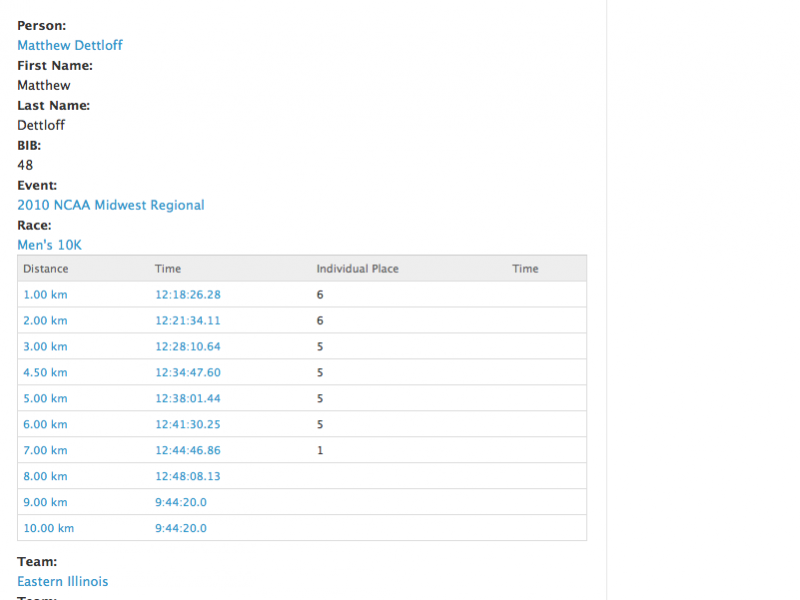 Person:
Matthew Dettloff
First Name:
Matthew
Last Name:
Dettloff
BIB:
48
Event:
2010 NCAA Midwest Regional
Race:
Men's 10K
Distance Time Individual Place Time
1.00 km 12:18:26.28 6
2.00 km 12:21:34.11 6
3.00 km 12:28:10.64 5
4.50 km 12:34:47.60 5
5.00 km 12:38:01.44 5
6.00 km 12:41:30.25 5
7.00 km 12:44:46.86 1
8.00 km 12:48:08.13
9.00 km 9:44:20.0
10.00 km 9:44:20.0
Team:
Eastern Illinois